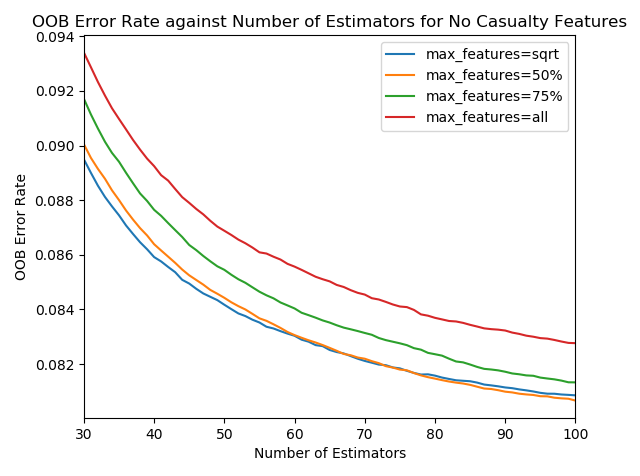 OOB Error Rate against Number of Estimators for No Casualty Features
0.094
0.092
0.090
0.088
0.086
0.084
0.082
OOB Error Rate
max_features=sqrt
max_features=50%
max_features=75%
max_features=all
30 40 50 60 70 80 90 100
Number of Estimators